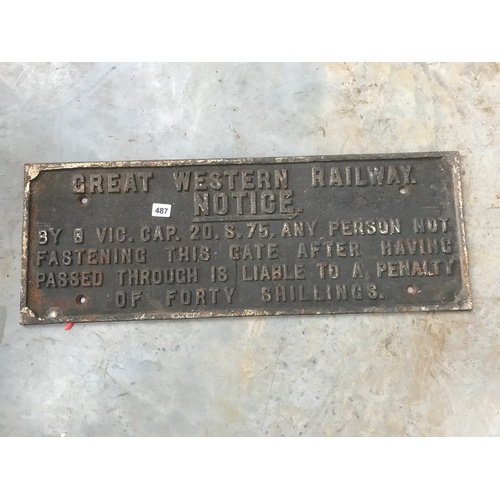 GREAT WESTERN RAILWAY.
NOTICE.
487
BY 8 VIC. CAP. 20. S. 75. ANY PERSON NOT
FASTENING THIS GATE AFTER HAVING
PASSED THROUGH IS LIABLE TO A PENALTY
OF FORTY SHILLINGS.